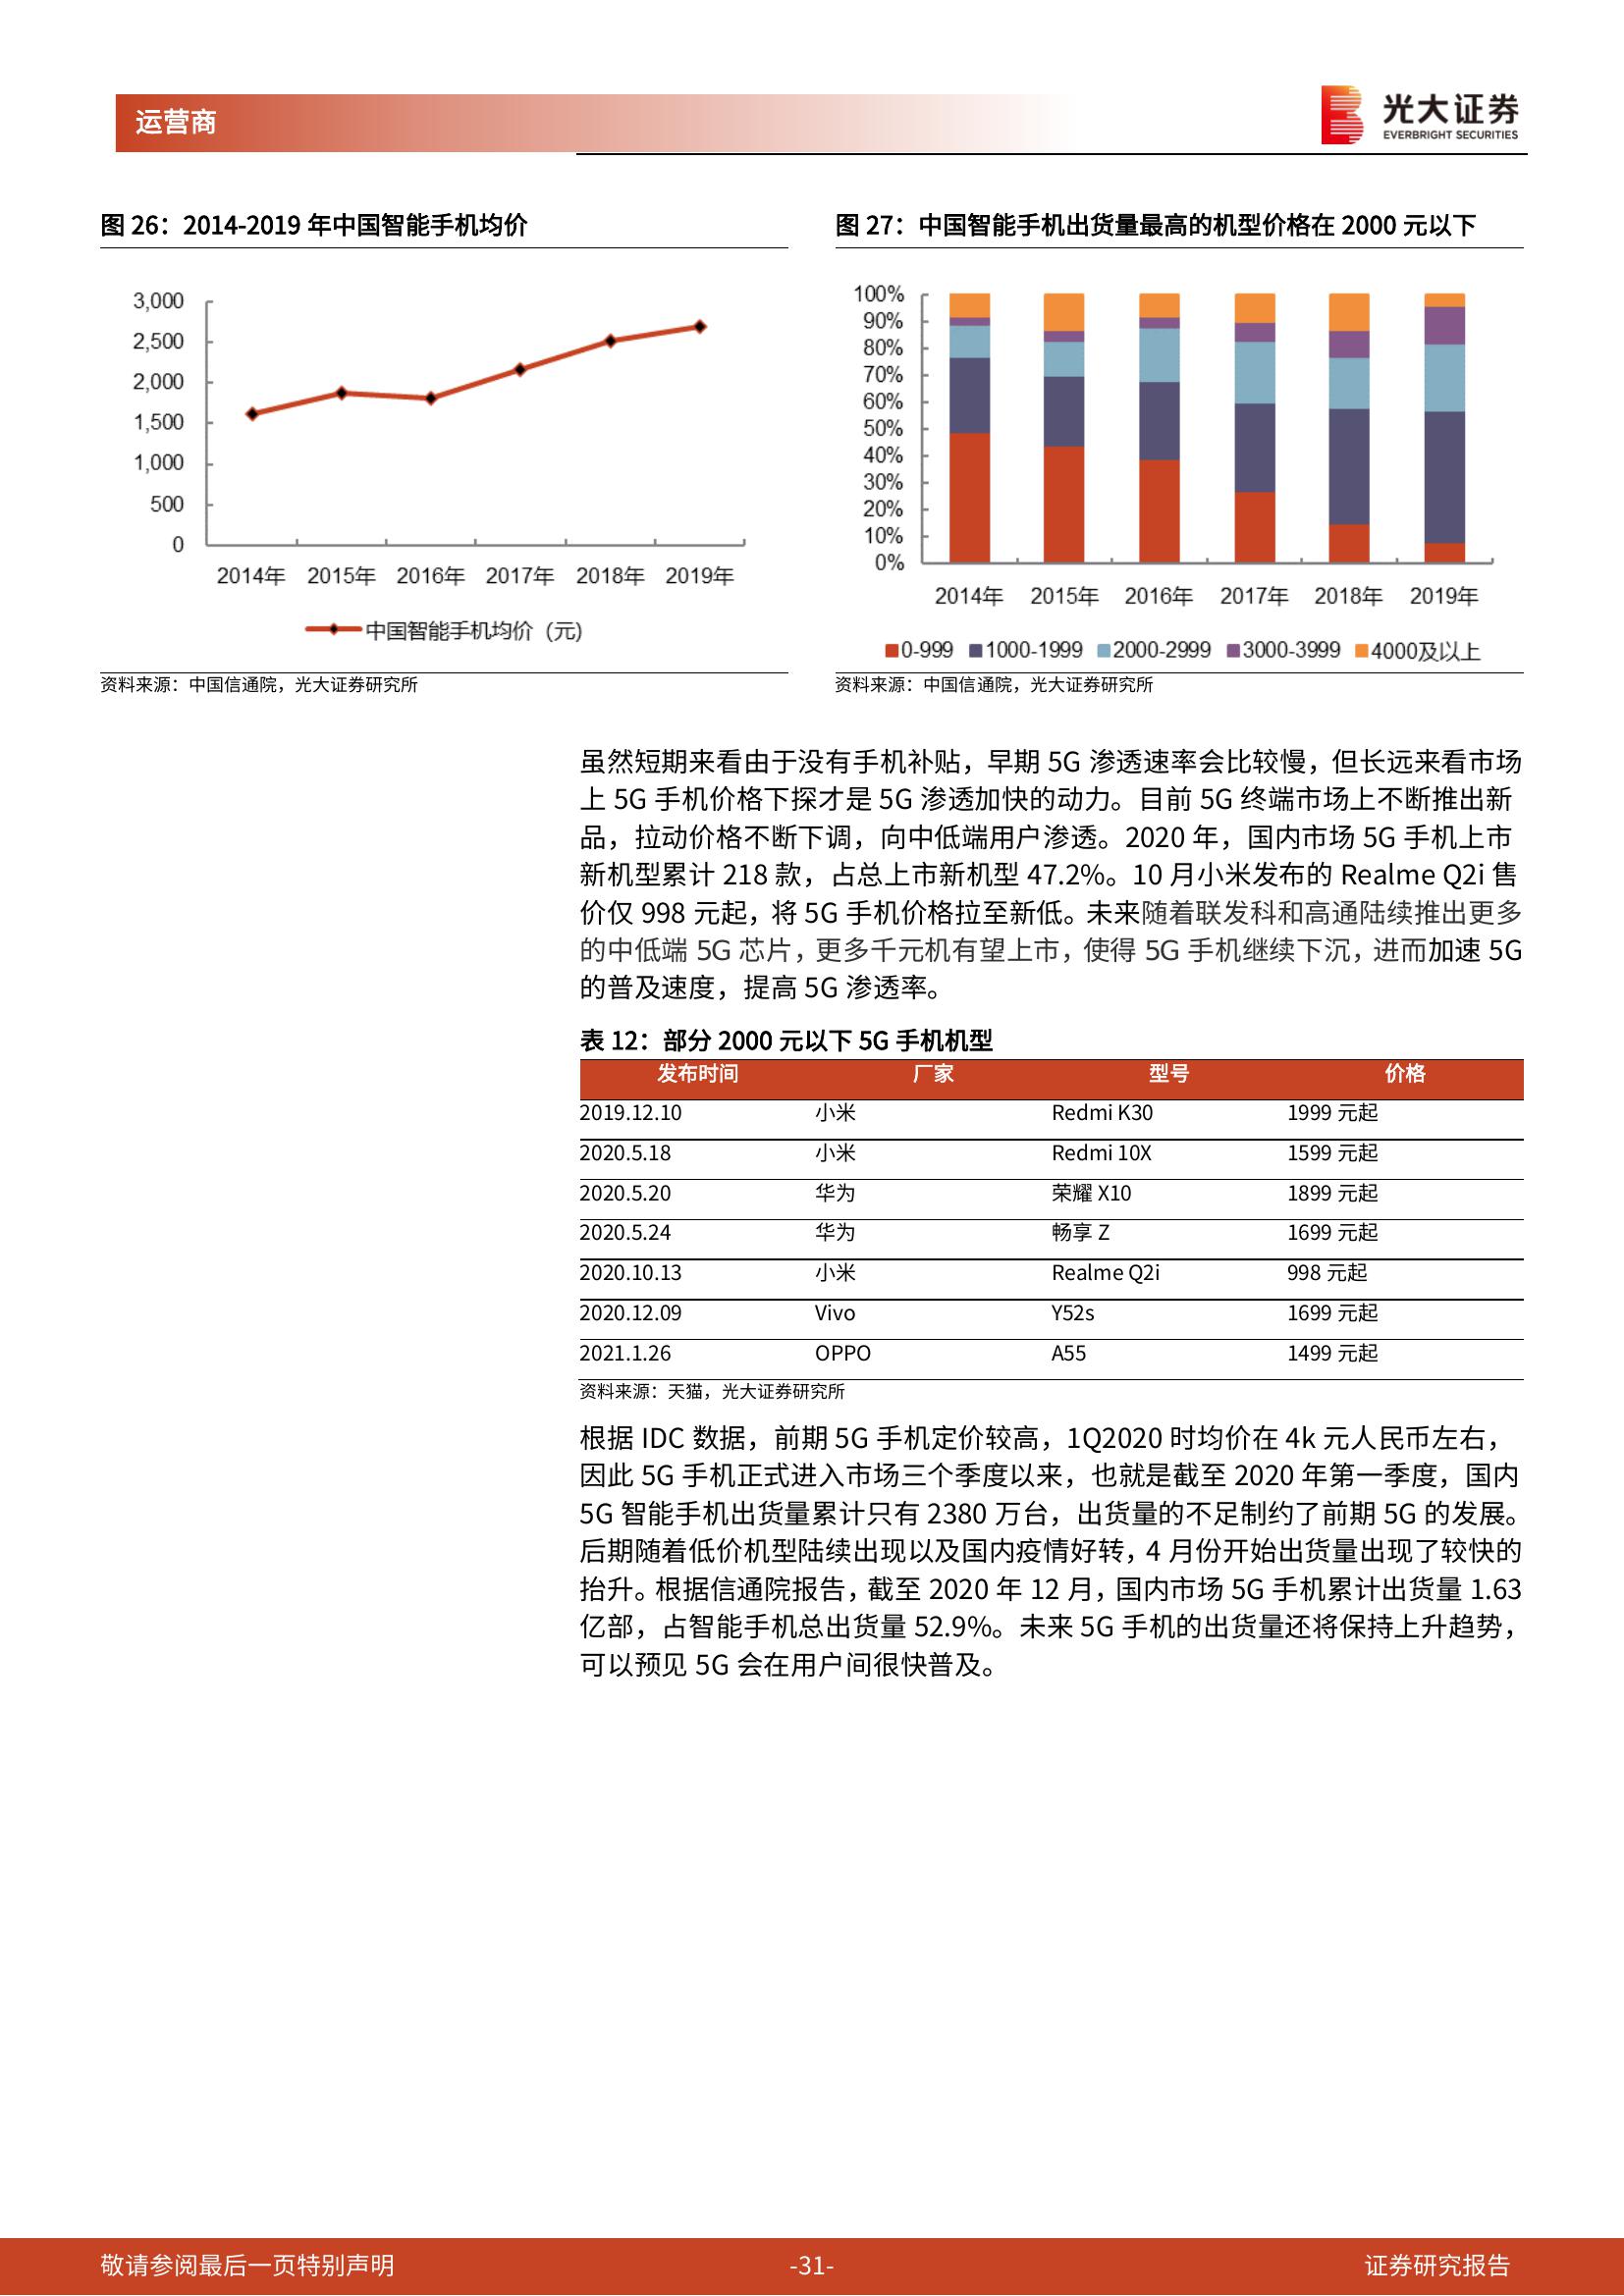 运营商
光大证券
EVERBRIGHT SECURITIES
图 26：2014-2019 年中国智能手机均价
3,000
2,500
2,000
1,500
1,000
500
0
2014年 2015年 2016年 2017年 2018年 2019年
中国智能手机均价（元）
资料来源：中国信通院，光大证券研究所
图 27：中国智能手机出货量最高的机型价格在 2000 元以下
100%
90%
80%
70%
60%
50%
40%
30%
20%
10%
0%
2014年 2015年 2016年 2017年 2018年 2019年
0-999 1000-1999 2000-2999 3000-3999 4000及以上
资料来源：中国信通院，光大证券研究所
虽然短期来看由于没有手机补贴，早期 5G 渗透速率会比较慢，但长远来看市场
上 5G 手机价格下探才是 5G 渗透加快的动力。目前 5G 终端市场上不断推出新
品，拉动价格不断下调，向中低端用户渗透。2020 年，国内市场 5G 手机上市
新机型累计 218 款，占总上市新机型 47.2%。10 月小米发布的 Realme Q2i 售
价仅 998 元起，将 5G 手机价格拉至新低。未来随着联发科和高通陆续推出更多
的中低端 5G 芯片，更多千元机有望上市，使得 5G 手机继续下沉，进而加速 5G
的普及速度，提高 5G 渗透率。
表 12：部分 2000 元以下 5G 手机机型
发布时间 厂家 型号 价格
2019.12.10 小米 Redmi K30 1999 元起
2020.5.18 小米 Redmi 10X 1599 元起
2020.5.20 华为 荣耀 X10 1899 元起
2020.5.24 华为 畅享 Z 1699 元起
2020.10.13 小米 Realme Q2i 998 元起
2020.12.09 Vivo Y52s 1699 元起
2021.1.26 OPPO A55 1499 元起
资料来源：天猫，光大证券研究所
根据 IDC 数据，前期 5G 手机定价较高，1Q2020 时均价在 4k 元人民币左右，
因此 5G 手机正式进入市场三个季度以来，也就是截至 2020 年第一季度，国内
5G 智能手机出货量累计只有 2380 万台，出货量的不足制约了前期 5G 的发展。
后期随着低价机型陆续出现以及国内疫情好转，4 月份开始出货量出现了较快的
抬升。根据信通院报告，截至 2020 年 12 月，国内市场 5G 手机累计出货量 1.63
亿部，占智能手机总出货量 52.9%。未来 5G 手机的出货量还将保持上升趋势，
可以预见 5G 会在用户间很快普及。
敬请参阅最后一页特别声明 -31- 证券研究报告